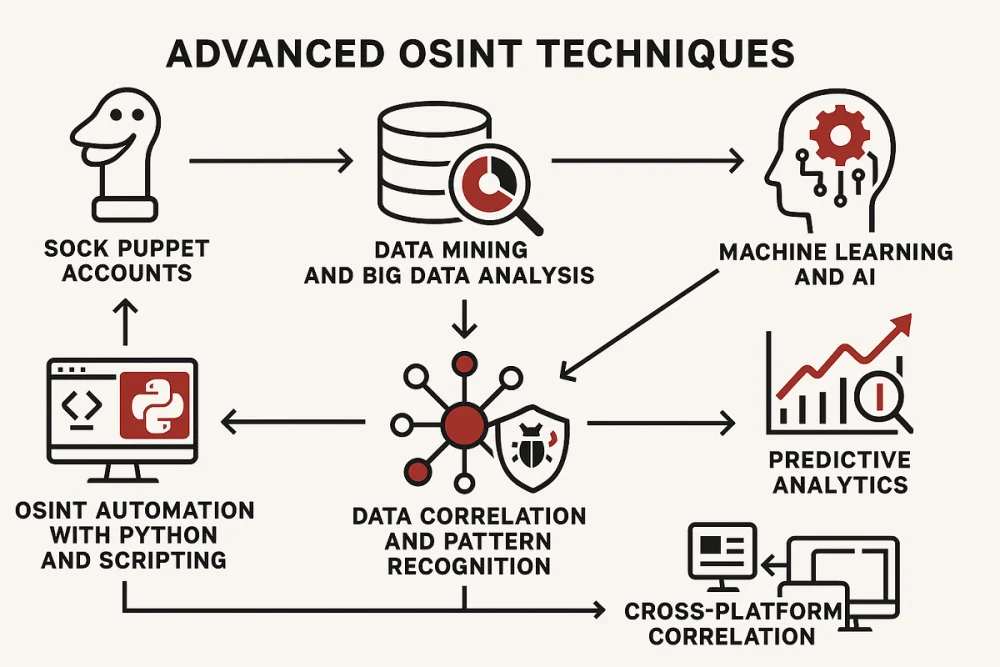 ADVANCED OSINT TECHNIQUES
SOCK PUPPET
ACCOUNTS
DATA MINING
AND BIG DATA ANALYSIS
MACHINE LEARNING
AND AI
OSINT AUTOMATION
WITH PYTHON
AND SCRIPTING
DATA CORRELATION
AND PATTERN
RECOGNITION
PREDICTIVE
ANALYTICS
CROSS-PLATFORM
CORRELATION